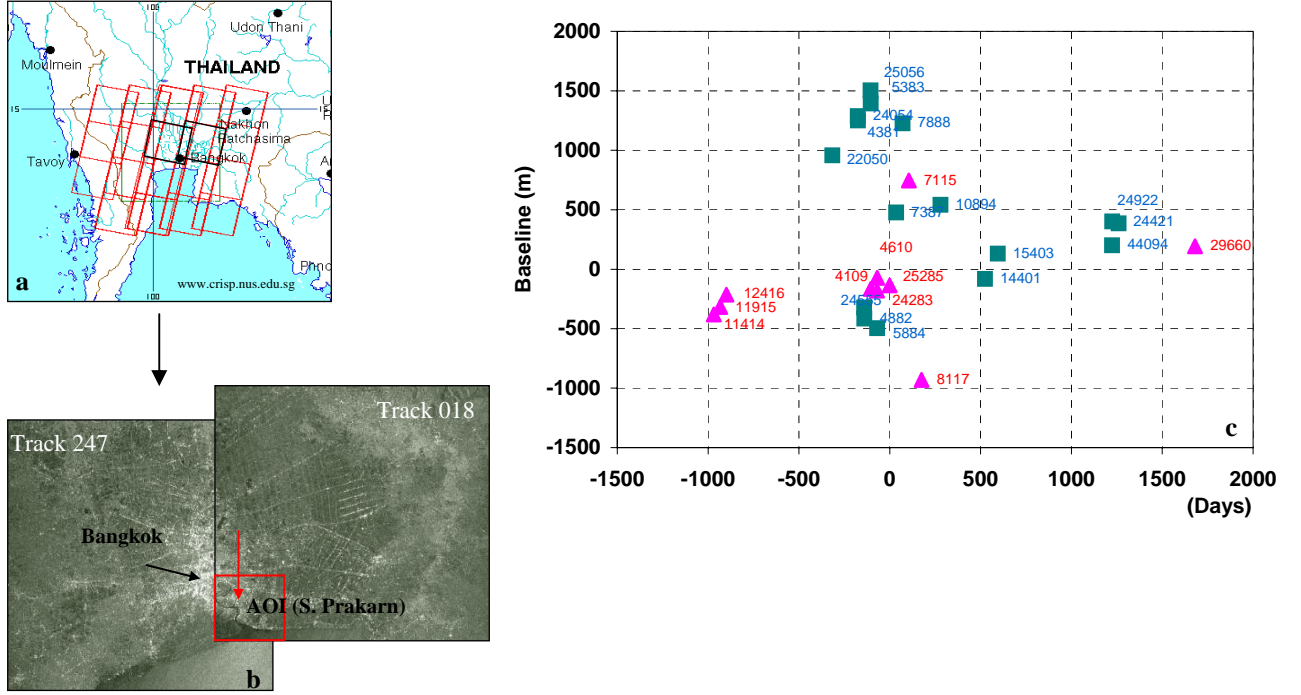 Udon Thani
Moulmein
THAILAND
15
Nakhon
Ratchasima
Tavoy
Bangkok
Phno
100
www.crisp.nus.edu.sg
a
Track 247
Track 018
Bangkok
AOI (S. Prakarn)
b
Baseline (m)
2000
1500
1000
500
0
-500
-1000
-1500
25056
5383
24054
7888
4381
22050
7115
10894
7387
24922
24421
4610
44094
29660
15403
4109
25285
14401
12416
24283
11915
4882
11414
5884
8117
c
-1500
-1000
-500
0
500
1000
1500
2000
(Days)